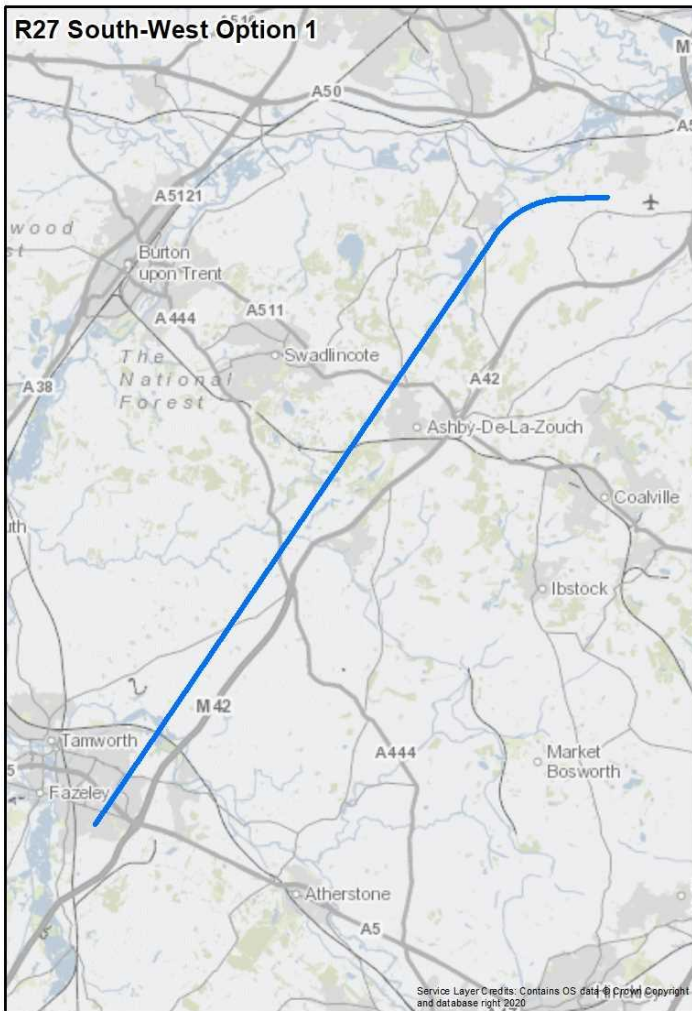 R27 South-West Option 1
A50
A5121
Burton
upon Trent
A511
A444
The
National
Forest
Swadlincote
A38
A42
Ashby-De-La-Zouch
Coalville
Ibstock
M42
Tamworth
A444
Market
Bosworth
Fazeley
Atherstone
A5
Service Layer Credits: Contains OS data © Crown Copyright
and database right 2020
Hinckley